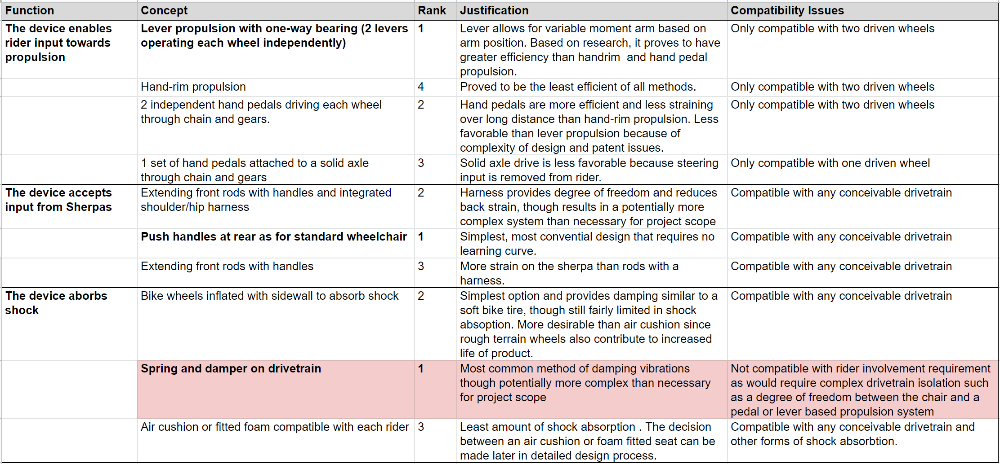 Function Concept Rank Justification Compatibility Issues
The device enables
rider input towards
propulsion
Lever propulsion with one-way bearing (2 levers
operating each wheel independently)
1
Lever allows for variable moment arm based on
arm position. Based on research, it proves to have
greater efficiency than handrim  and hand pedal
propulsion.
Only compatible with two driven wheels
Hand-rim propulsion
4
Proved to be the least efficient of all methods.
Only compatible with two driven wheels
2 independent hand pedals driving each wheel
through chain and gears.
2
Hand pedals are more efficient and less straining
over long distance than hand-rim propulsion. Less
favorable than lever propulsion because of
complexity of design and patent issues.
Only compatible with two driven wheels
1 set of hand pedals attached to a solid axle
through chain and gears
3
Solid axle drive is less favorable because steering
input is removed from rider.
Only compatible with one driven wheel
The device accepts
input from Sherpas
Extending front rods with handles and integrated
shoulder/hip harness
2
Harness provides degree of freedom and reduces
back strain, though results in a potentially more
complex system than necessary for project scope
Compatible with any conceivable drivetrain
Push handles at rear as for standard wheelchair
1
Simplest, most convential design that requires no
learning curve.
Compatible with any conceivable drivetrain
Extending front rods with handles
3
More strain on the sherpa than rods with a
harness.
Compatible with any conceivable drivetrain
The device aborbs
shock
Bike wheels inflated with sidewall to absorb shock
2
Simplest option and provides damping similar to a
soft bike tire, though still fairly limited in shock
absoption. More desirable than air cushion since
rough terrain wheels also contribute to increased
life of product.
Compatible with any conceivable drivetrain
Spring and damper on drivetrain
1
Most common method of damping vibrations
though potentially more complex than necessary
for project scope
Not compatible with rider involvement requirement
as would require complex drivetrain isolation such
as a degree of freedom between the chair and a
pedal or lever based propulsion system
Air cushion or fitted foam compatible with each rider
3
Least amount of shock absorption . The decision
between an air cushion or foam fitted seat can be
made later in detailed design process.
Compatible with any conceivable drivetrain and
other forms of shock absorbtion.